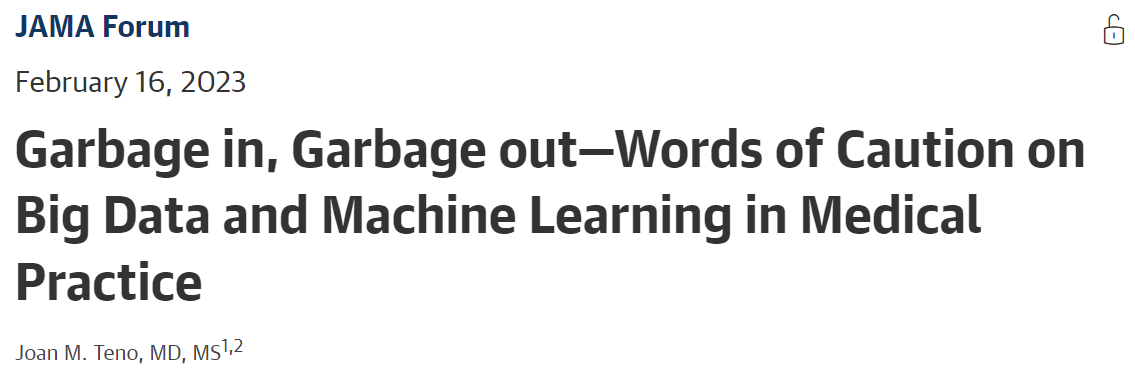 JAMA Forum
February 16, 2023
Garbage in, Garbage out—Words of Caution on
Big Data and Machine Learning in Medical
Practice
Joan M. Teno, MD, MS1,2